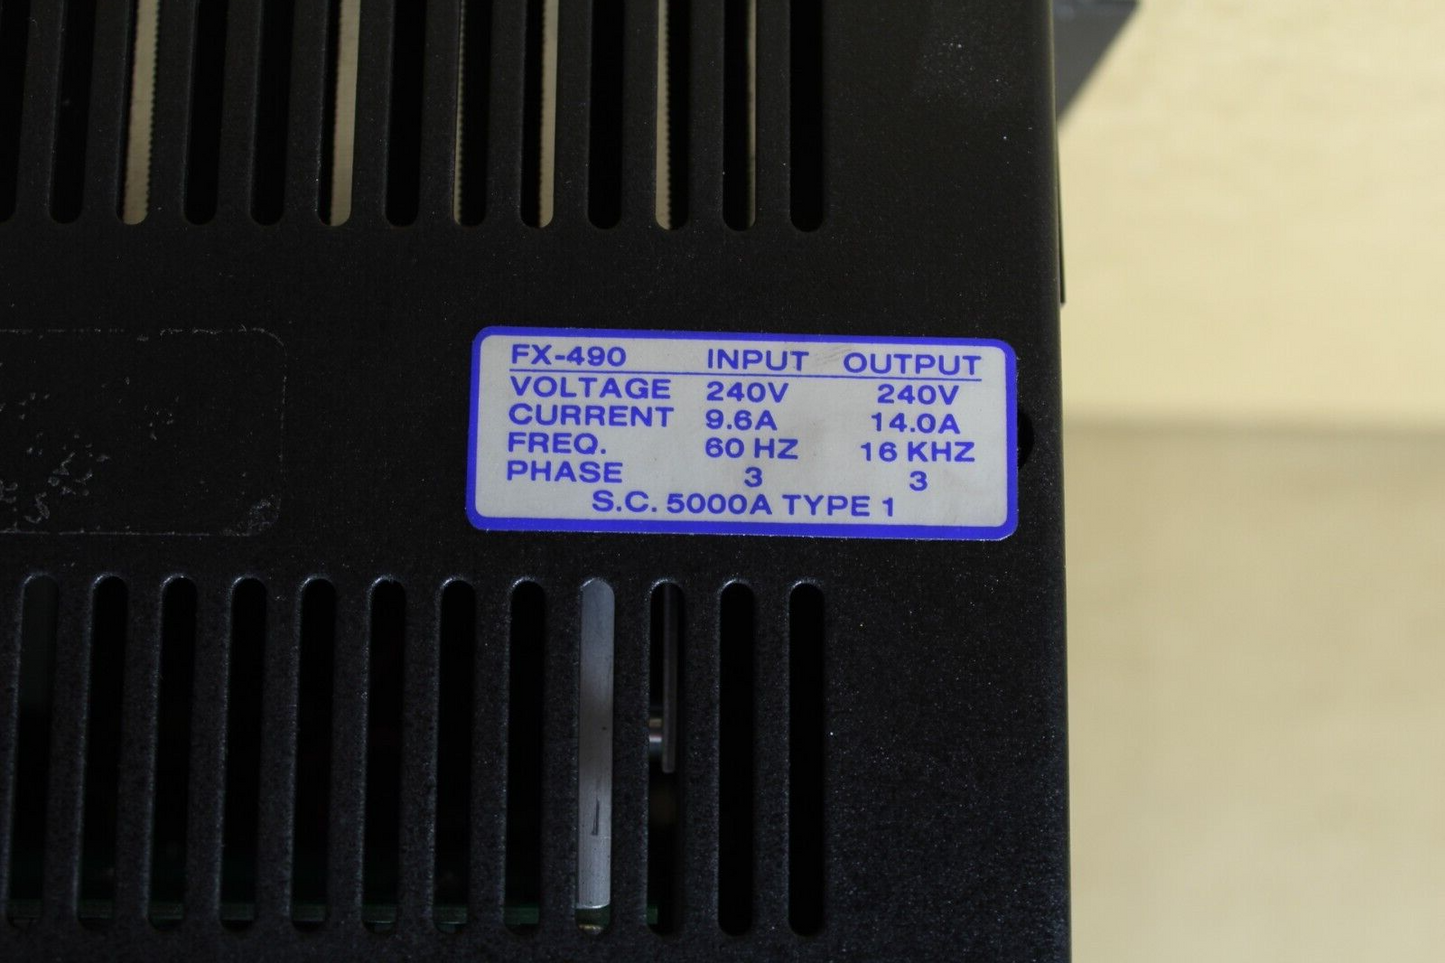 FX-490 INPUT OUTPUT
VOLTAGE 240V 240V
CURRENT 9.6A 14.0A
FREQ. 60 HZ 16 KHZ
PHASE 3 3
S.C. 5000A TYPE 1